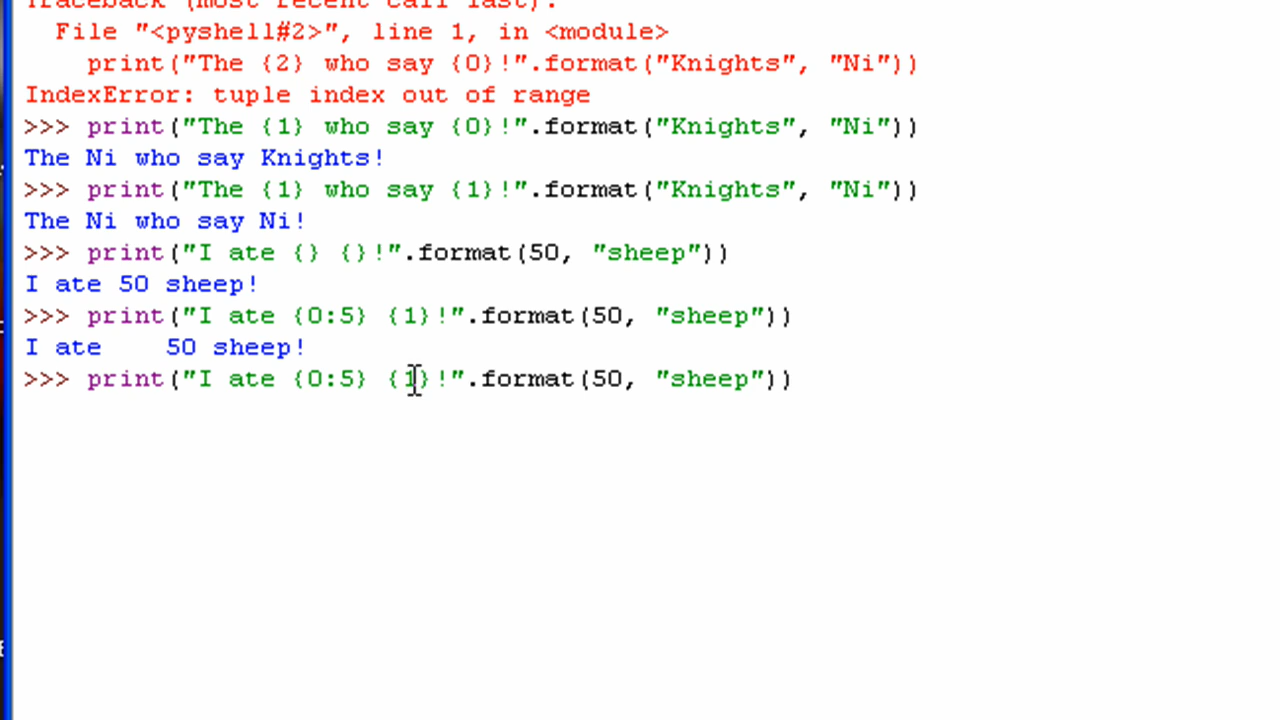 Traceback (most recent call last):
  File "<pyshell#2>", line 1, in <module>
    print("The {2} who say {0}!".format("Knights", "Ni"))
IndexError: tuple index out of range
>>> print("The {1} who say {0}!".format("Knights", "Ni"))
The Ni who say Knights!
>>> print("The {1} who say {1}!".format("Knights", "Ni"))
The Ni who say Ni!
>>> print("I ate {} {}!".format(50, "sheep"))
I ate 50 sheep!
>>> print("I ate {0:5} {1}!".format(50, "sheep"))
I ate    50 sheep!
>>> print("I ate {0:5} {1}!".format(50, "sheep"))